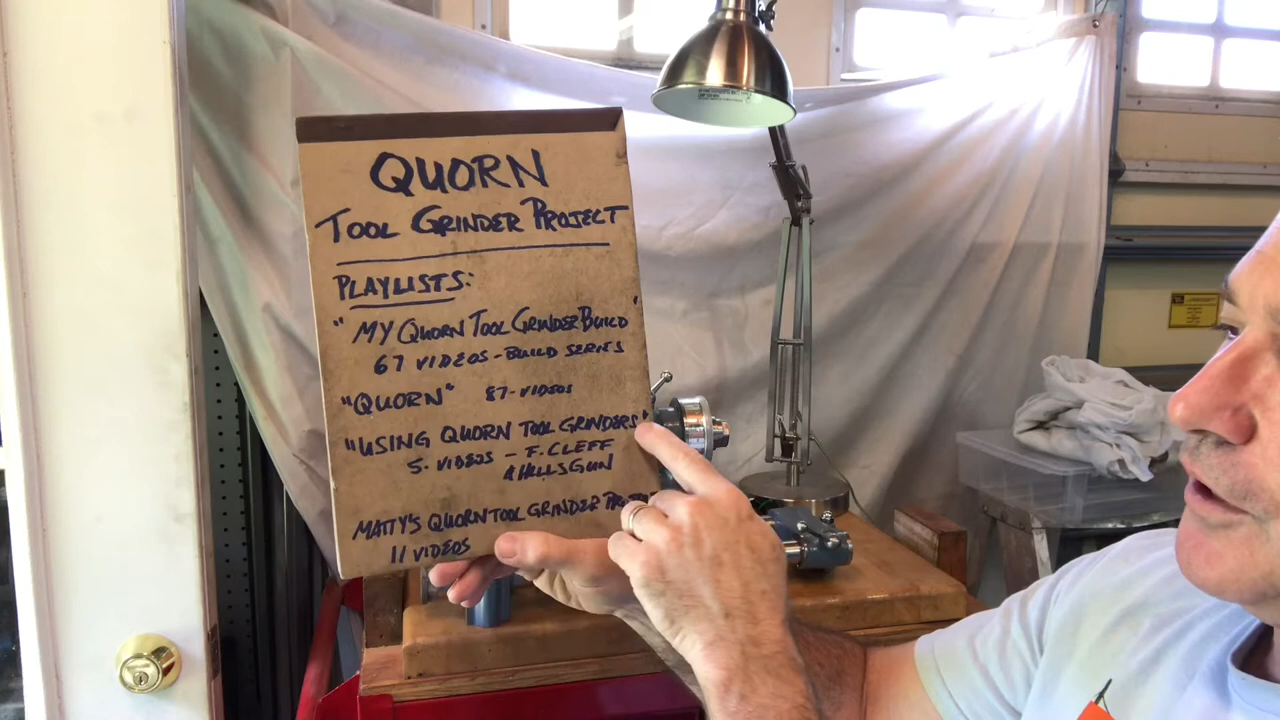 QUORN
TOOL GRINDER PROJECT
PLAYLISTS:
"MY QUORN TOOL GRINDER BUILD"
67 VIDEOS - BUILD SERIES
"QUORN" 87-VIDEOS
"USING QUORN TOOL GRINDERS"
5-VIDEOS - F. CLEFF
& HILLSGUN
MATTY'S QUORN TOOL GRINDER
11 VIDEOS